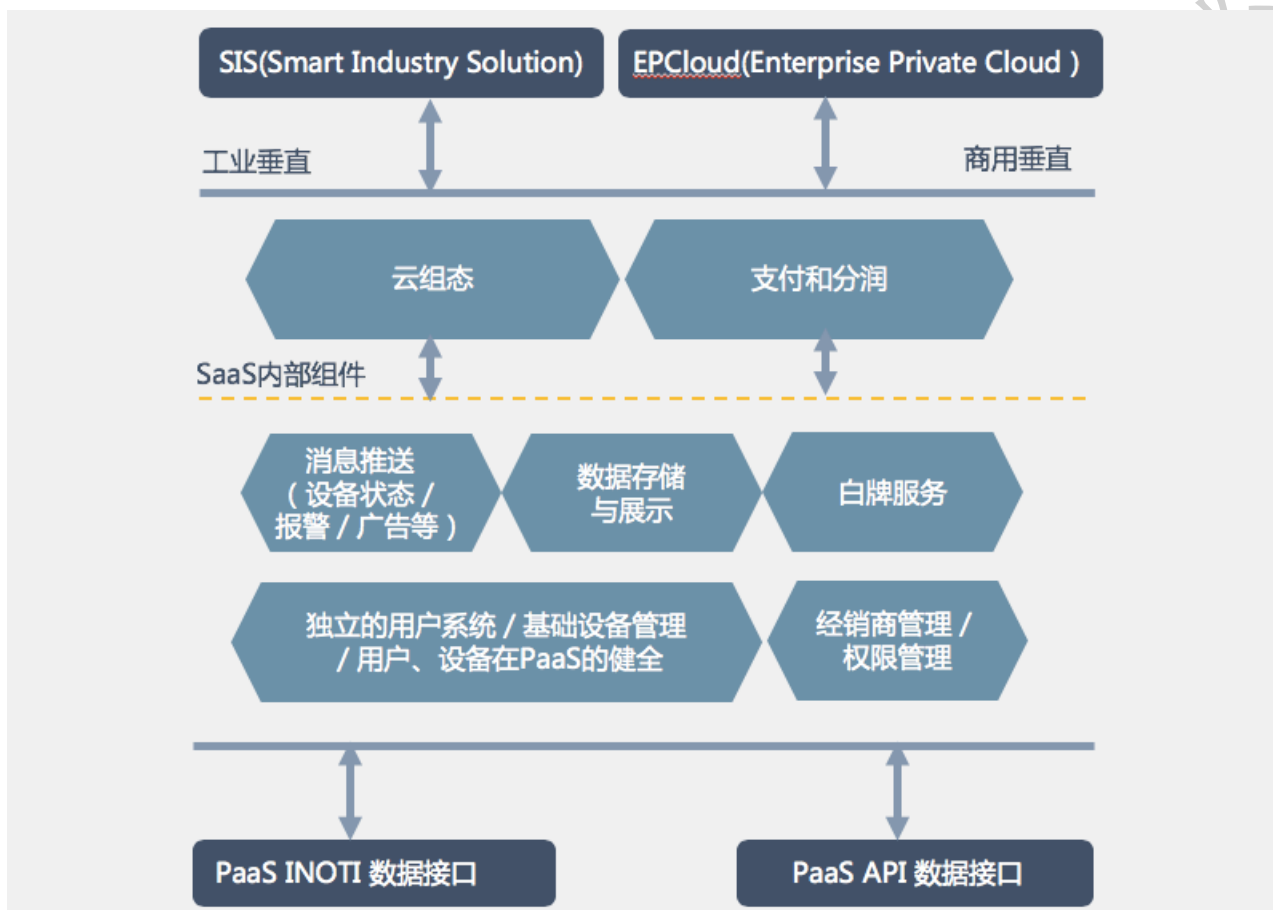 SIS(Smart Industry Solution)
EPCloud(Enterprise Private Cloud )
工业垂直
商用垂直
云组态
支付和分润
SaaS内部组件
消息推送
（设备状态 /
报警 / 广告等）
数据存储
与展示
白牌服务
独立的用户系统 / 基础设备管理
/ 用户、设备在PaaS的健全
经销商管理 /
权限管理
PaaS INOTI 数据接口
PaaS API 数据接口